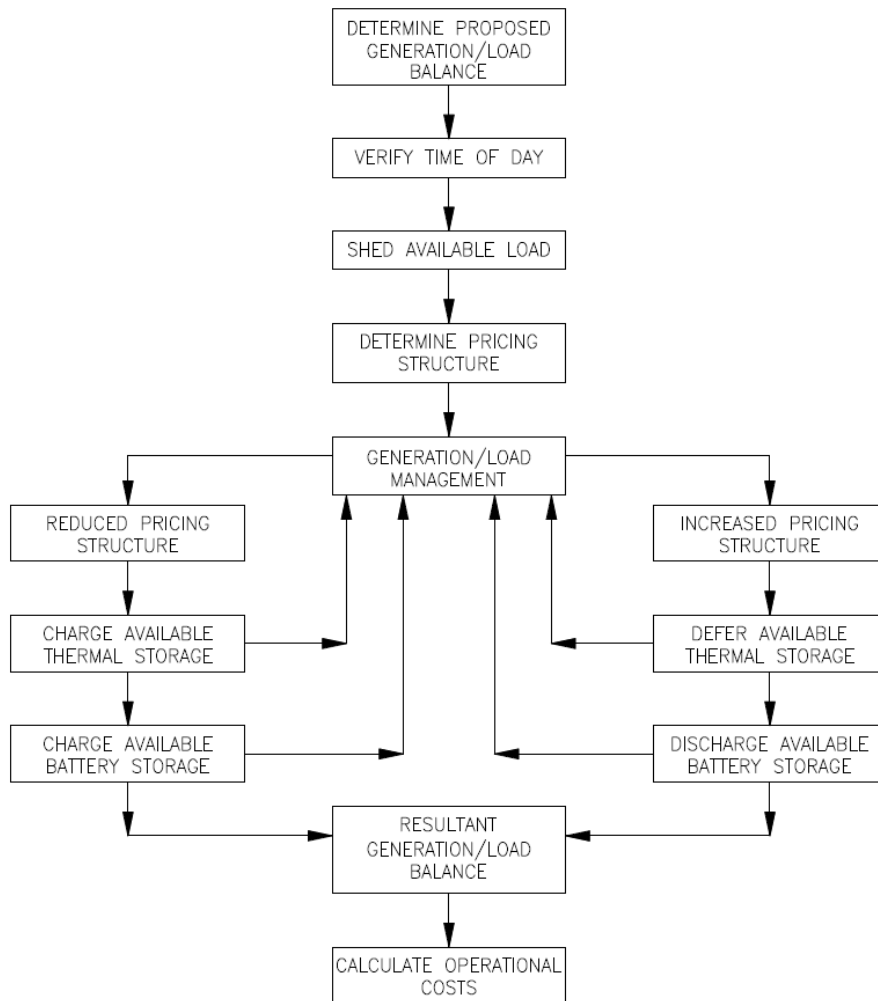 DETERMINE PROPOSED
GENERATION/LOAD
BALANCE
VERIFY TIME OF DAY
SHED AVAILABLE LOAD
DETERMINE PRICING
STRUCTURE
GENERATION/LOAD
MANAGEMENT
REDUCED PRICING
STRUCTURE
INCREASED PRICING
STRUCTURE
CHARGE AVAILABLE
THERMAL STORAGE
DEFER AVAILABLE
THERMAL STORAGE
CHARGE AVAILABLE
BATTERY STORAGE
DISCHARGE AVAILABLE
BATTERY STORAGE
RESULTANT
GENERATION/LOAD
BALANCE
CALCULATE OPERATIONAL
COSTS